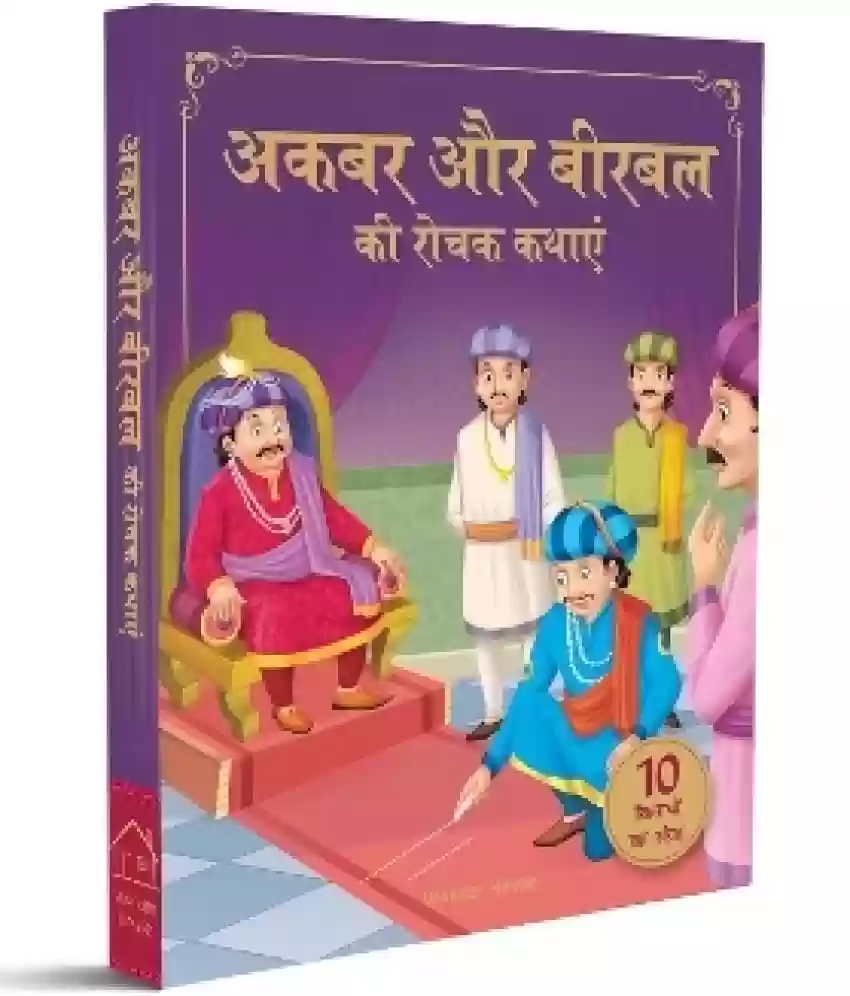 अकबर और बीरबल
की रोचक कथाएं
अकबर और बीरबल की रोचक कथाएं
10